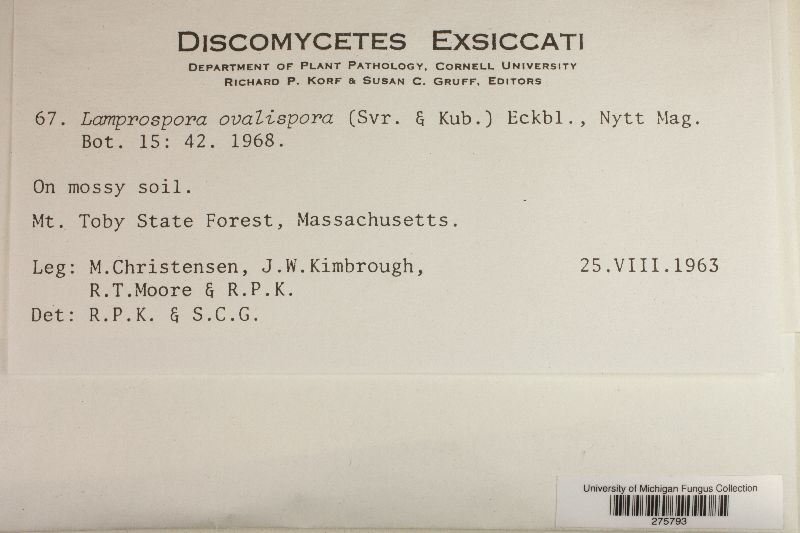 DISCOMYCETES EXSICCATI
DEPARTMENT OF PLANT PATHOLOGY, CORNELL UNIVERSITY
RICHARD P. KORF & SUSAN C. GRUFF, EDITORS
67. Lamprospora ovalispora (Svr. & Kub.) Eckbl., Nytt Mag.
Bot. 15: 42. 1968.
On mossy soil.
Mt. Toby State Forest, Massachusetts.
Leg: M.Christensen, J.W.Kimbrough, 25.VIII.1963
R.T.Moore & R.P.K.
Det: R.P.K. & S.C.G.
University of Michigan Fungus Collection
275793